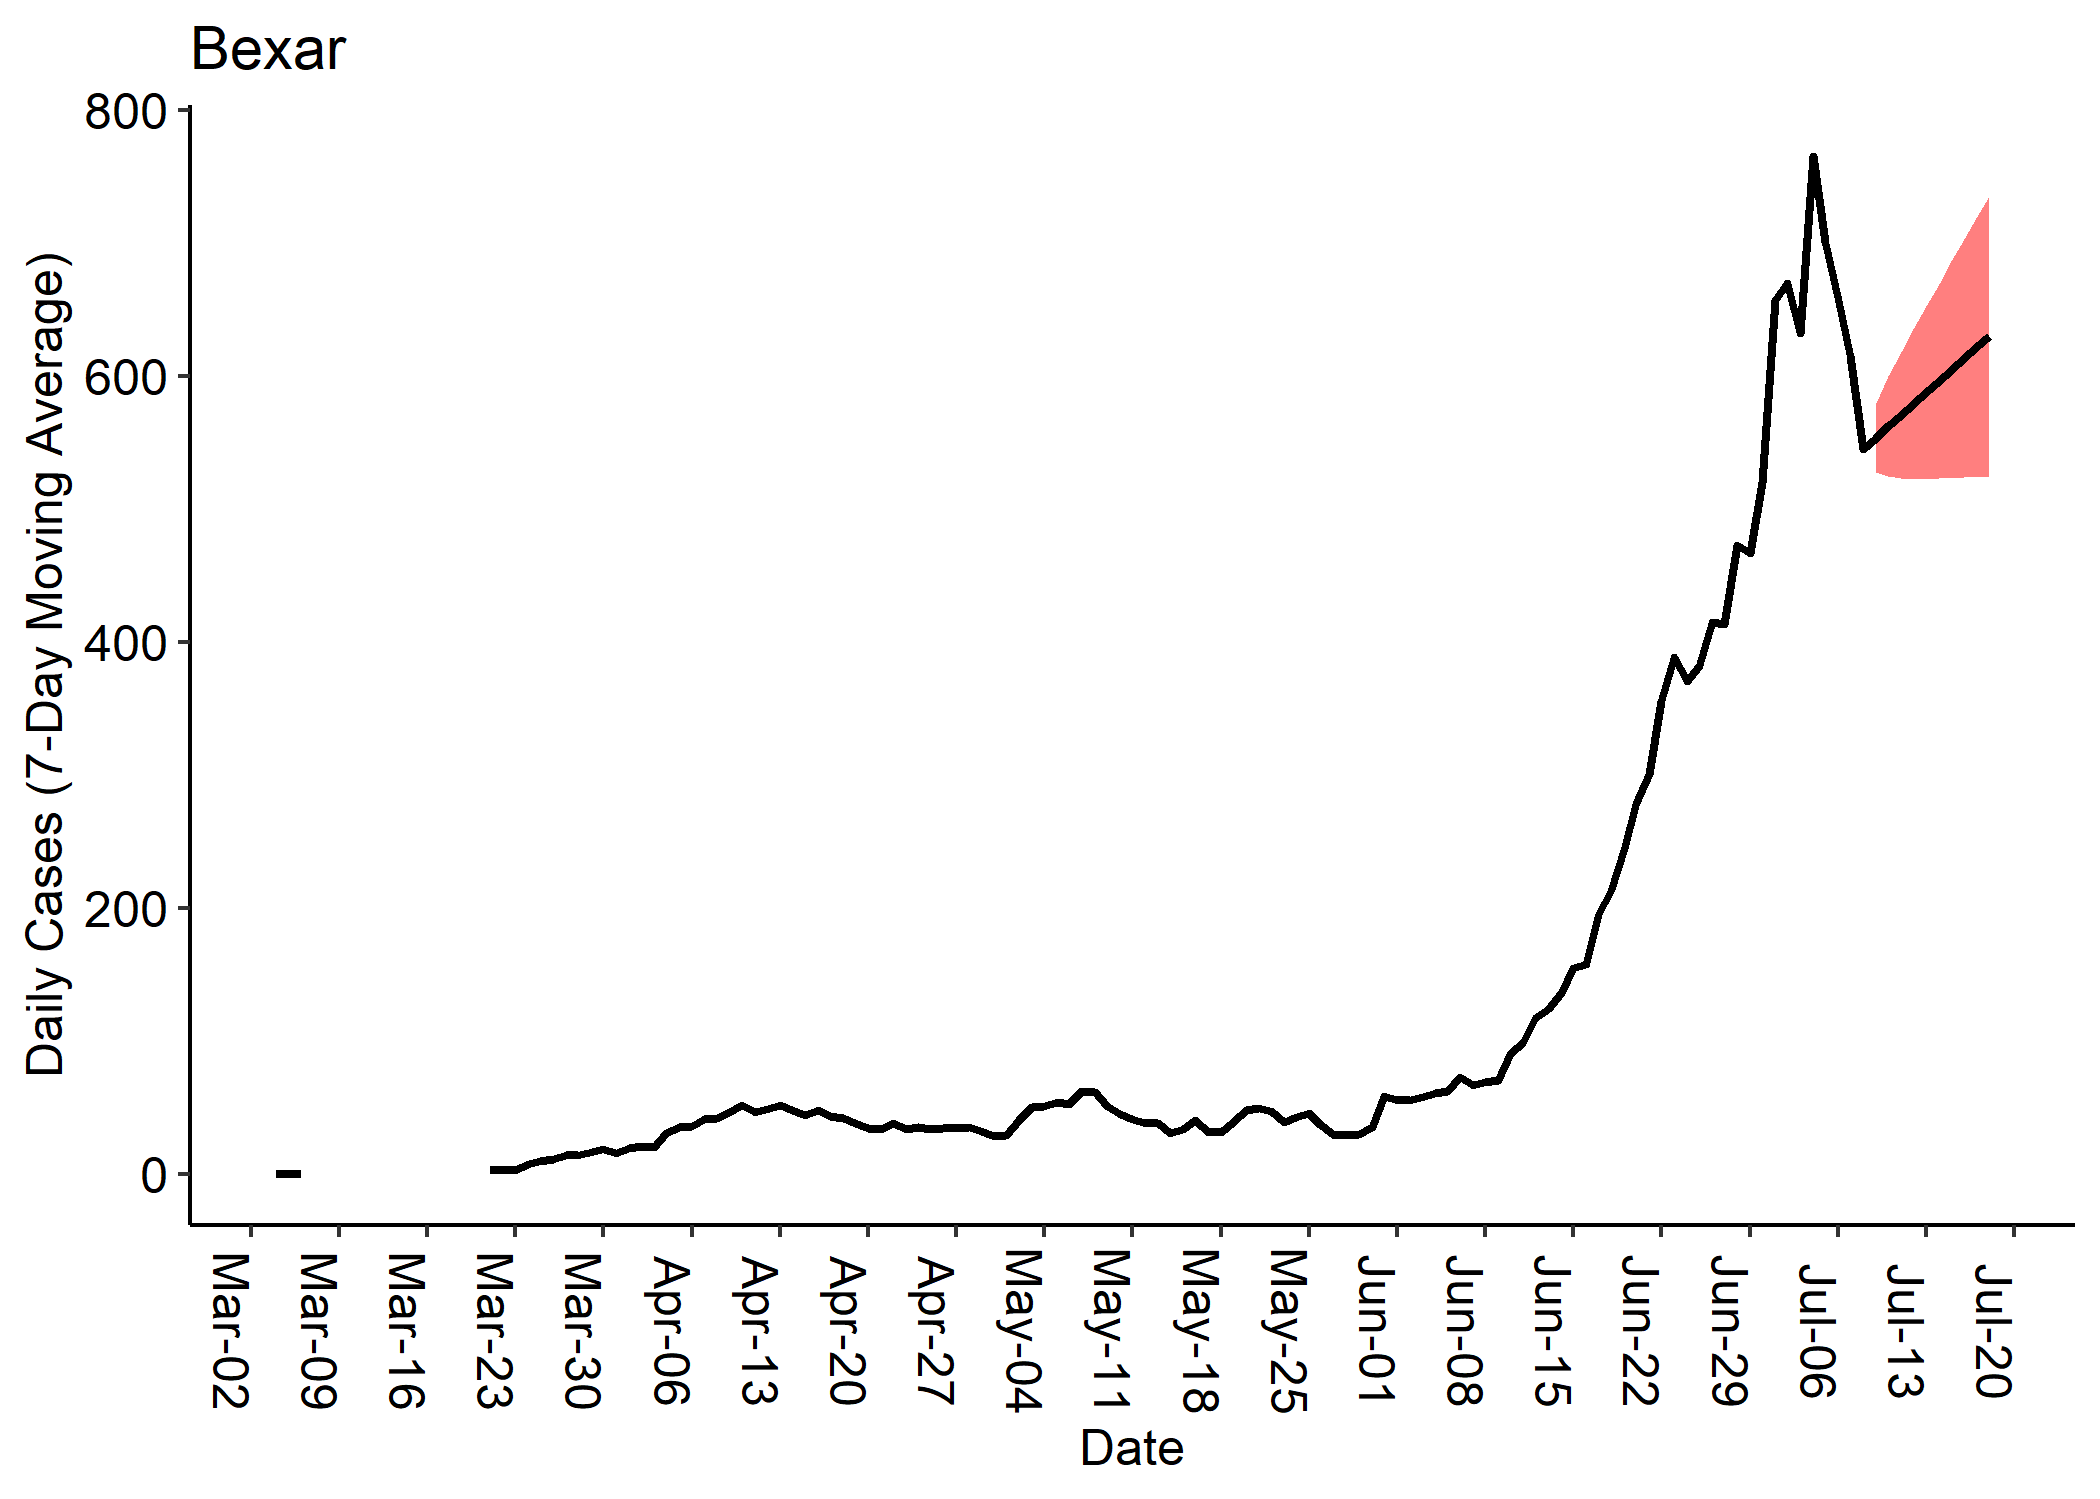 Bexar
800
600
400
200
0
Daily Cases (7-Day Moving Average)
Mar-02
Mar-09
Mar-16
Mar-23
Mar-30
Apr-06
Apr-13
Apr-20
Apr-27
May-04
May-11
May-18
May-25
Jun-01
Jun-08
Jun-15
Jun-22
Jun-29
Jul-06
Jul-13
Jul-20
Date